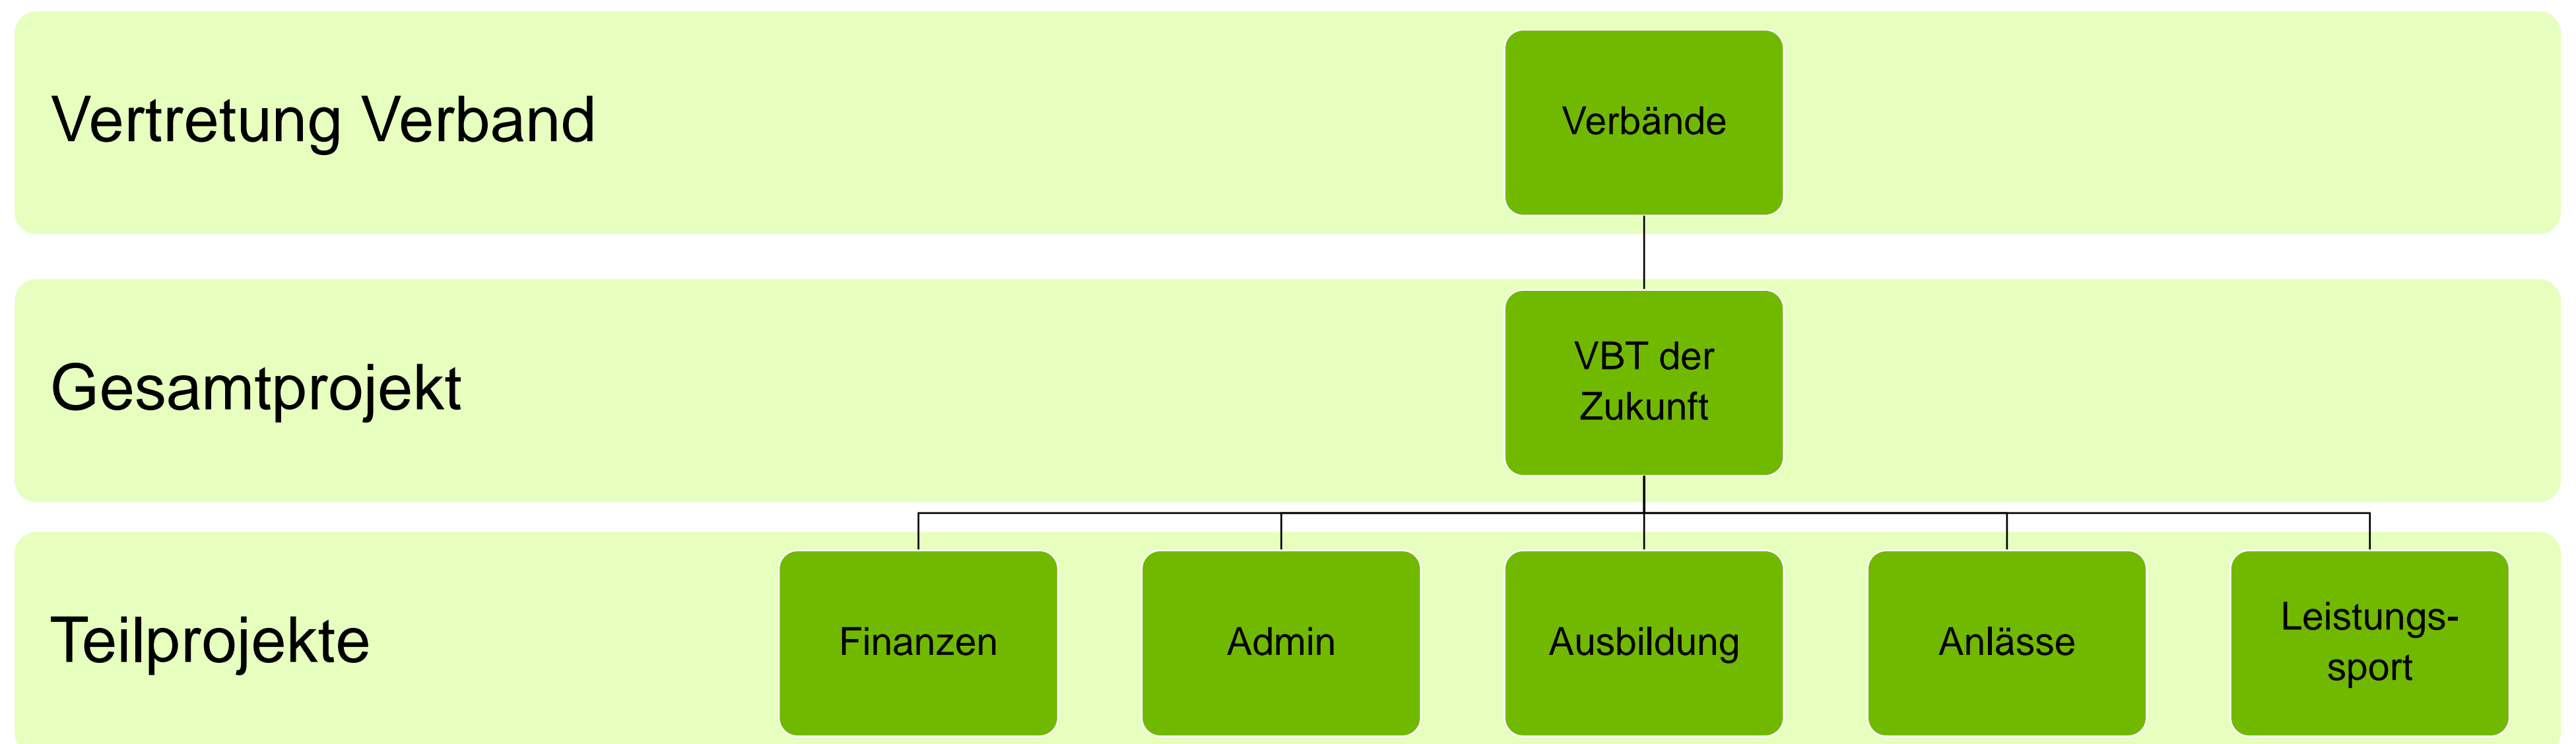 Vertretung Verband
Verbände
Gesamtprojekt
VBT der
Zukunft
Teilprojekte
Finanzen
Admin
Ausbildung
Anlässe
Leistungs-
sport